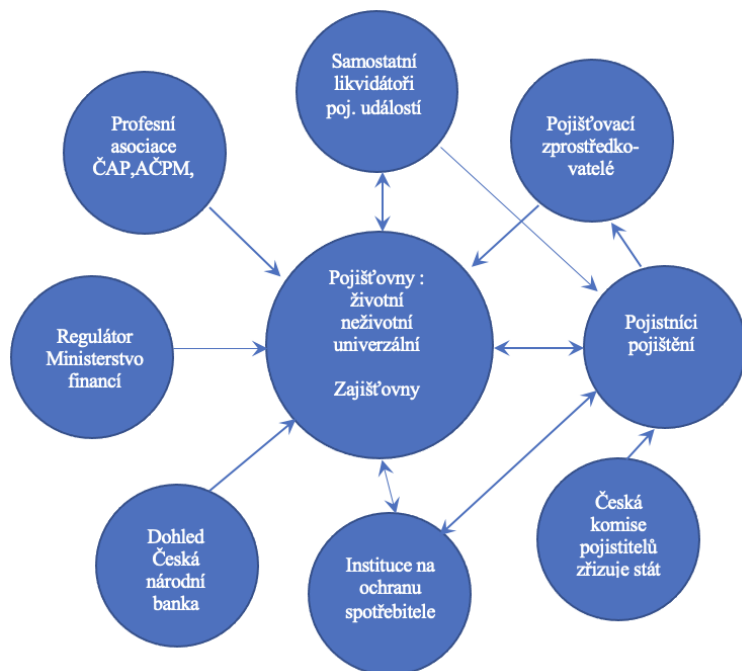 Samostatní
likvidátoři
poj. událostí
Profesní
asociace
ČAP,AČPM,
Pojišťovací
zprostředko-
vatelé
Pojišťovny :
životní
neživotní
univerzální
Zajišťovny
Regulátor
Ministerstvo
financí
Pojistníci
pojištění
Dohled
Česká
národní
banka
Instituce na
ochranu
spotřebitele
Česká
komise
pojistitelů
zřizuje stát